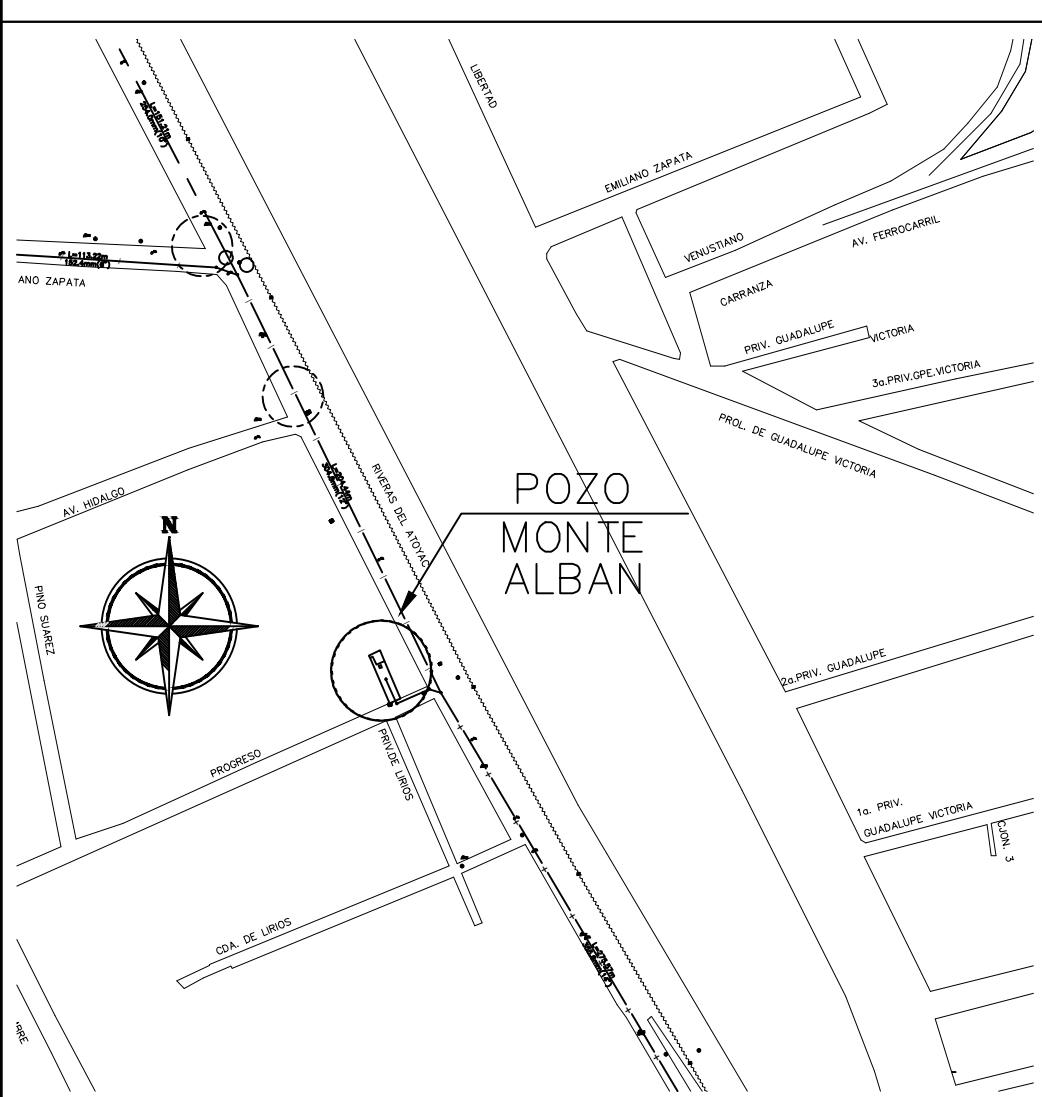 LIBERTAD
EMILIANO ZAPATA
VENUSTIANO
AV. FERROCARRIL
L=113.22m
ANO ZAPATA
CARRANZA
PRIV. GUADALUPE
VICTORIA
3a.PRIV.GPE.VICTORIA
PROL. DE GUADALUPE VICTORIA
RIVERAS DEL ATOYAC
POZO
MONTE
ALBAN
AV. HIDALGO
N
PINO SUAREZ
2a.PRIV. GUADALUPE
PROGRESO
PRIV.DE LIRIOS
1a. PRIV.
GUADALUPE VICTORIA
CJON. 3
CDA. DE LIRIOS